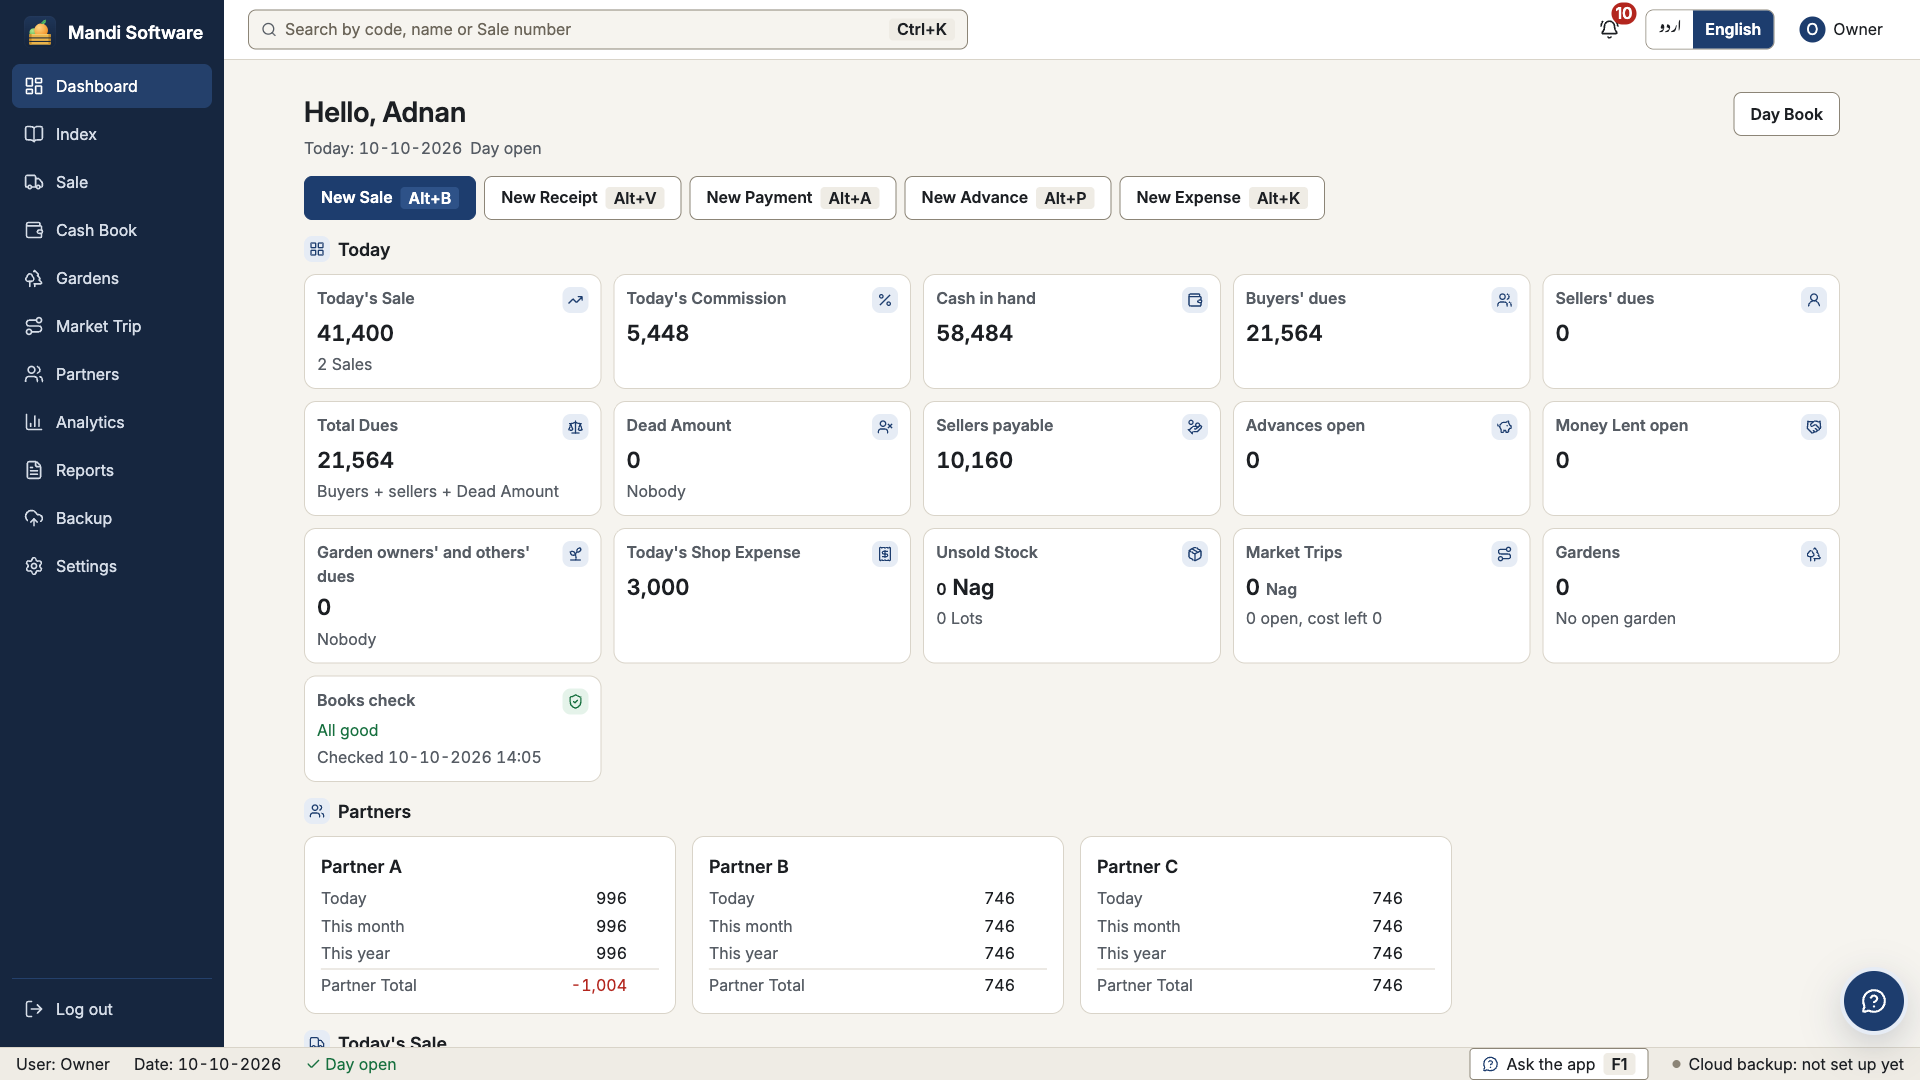 Mandi Software
Search by code, name or Sale number
Ctrl+K
10
اردو
English
O
Owner
Dashboard
Index
Sale
Cash Book
Gardens
Market Trip
Partners
Analytics
Reports
Backup
Settings
Log out
Hello, Adnan
Today: 10-10-2026 Day open
Day Book
New Sale Alt+B
New Receipt Alt+V
New Payment Alt+A
New Advance Alt+P
New Expense Alt+K
Today
Today's Sale
41,400
2 Sales
Today's Commission
5,448
Cash in hand
58,484
Buyers' dues
21,564
Sellers' dues
0
Total Dues
21,564
Buyers + sellers + Dead Amount
Dead Amount
0
Nobody
Sellers payable
10,160
Advances open
0
Money Lent open
0
Garden owners' and others'
dues
0
Nobody
Today's Shop Expense
3,000
Unsold Stock
0 Nag
0 Lots
Market Trips
0 Nag
0 open, cost left 0
Gardens
0
No open garden
Books check
All good
Checked 10-10-2026 14:05
Partners
Partner A
Today 996
This month 996
This year 996
Partner Total -1,004
Partner B
Today 746
This month 746
This year 746
Partner Total 746
Partner C
Today 746
This month 746
This year 746
Partner Total 746
Today's Sale
User: Owner
Date: 10-10-2026
Day open
Ask the app F1
Cloud backup: not set up yet